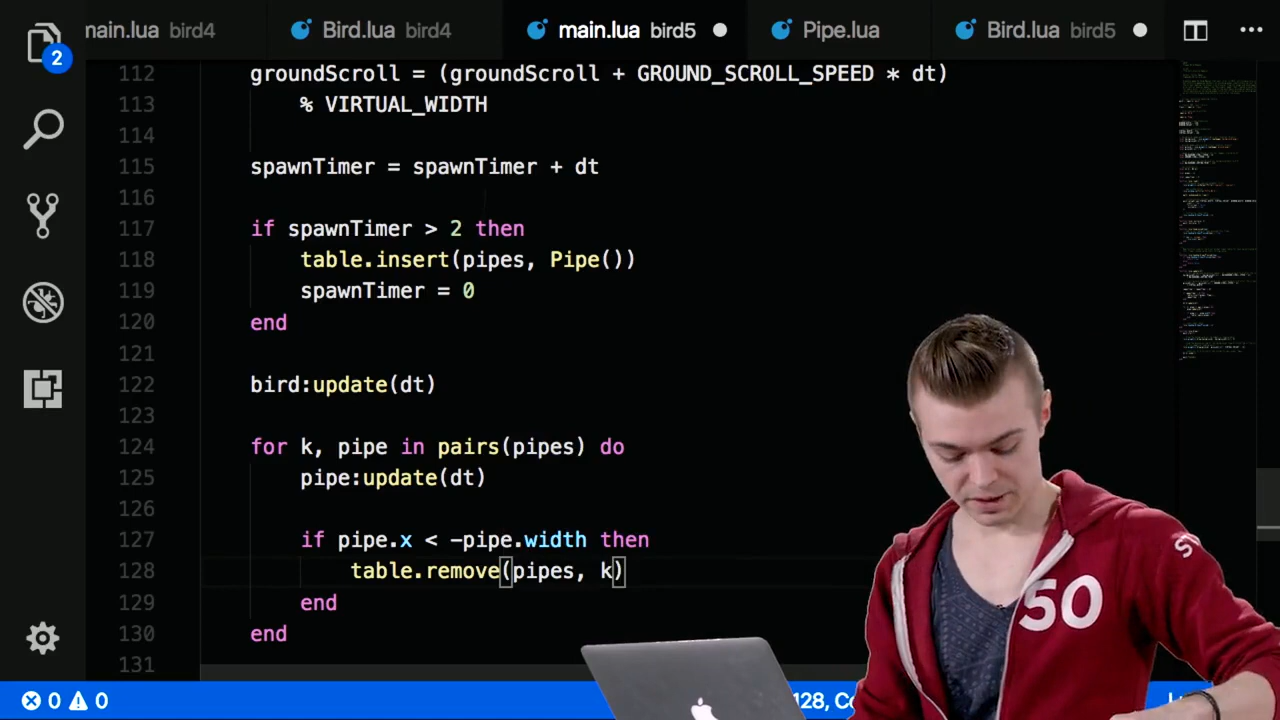 main.lua bird4
Bird.lua bird4
main.lua bird5
Pipe.lua
Bird.lua bird5
2
112 groundScroll = (groundScroll + GROUND_SCROLL_SPEED * dt)
113 % VIRTUAL_WIDTH
114
115 spawnTimer = spawnTimer + dt
116
117 if spawnTimer > 2 then
118 table.insert(pipes, Pipe())
119 spawnTimer = 0
120 end
121
122 bird:update(dt)
123
124 for k, pipe in pairs(pipes) do
125 pipe:update(dt)
126
127 if pipe.x < -pipe.width then
128 table.remove(pipes, k)
129 end
130 end
131
0 0
128, Co
50